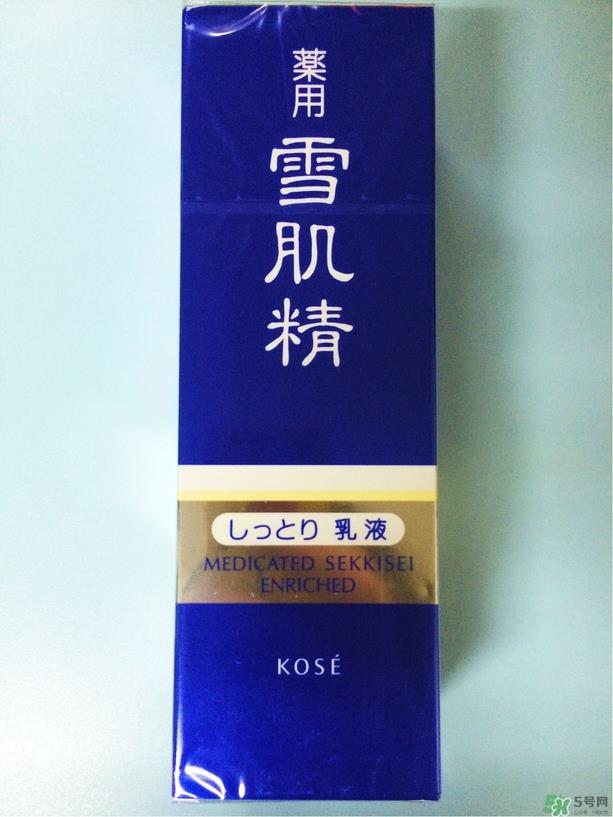 薬用
雪肌精
しっとり 乳液
MEDICATED SEKKISEI
ENRICHED
KOSÉ
5号网